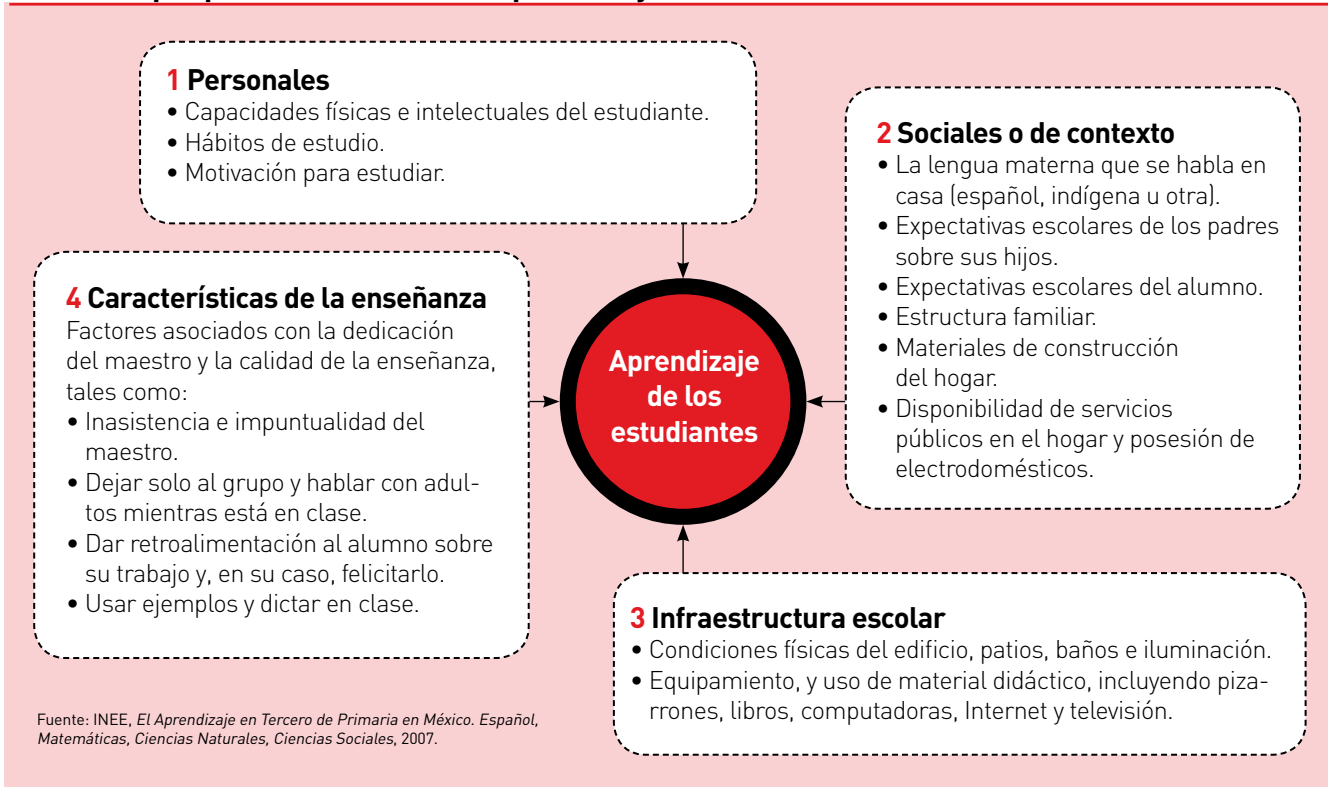 1 Personales
• Capacidades físicas e intelectuales del estudiante.
• Hábitos de estudio.
• Motivación para estudiar.
2 Sociales o de contexto
• La lengua materna que se habla en
casa (español, indígena u otra).
• Expectativas escolares de los padres
sobre sus hijos.
• Expectativas escolares del alumno.
• Estructura familiar.
• Materiales de construcción
del hogar.
• Disponibilidad de servicios
públicos en el hogar y posesión de
electrodomésticos.
4 Características de la enseñanza
Factores asociados con la dedicación
del maestro y la calidad de la enseñanza,
tales como:
• Inasistencia e impuntualidad del
maestro.
• Dejar solo al grupo y hablar con adul-
tos mientras está en clase.
• Dar retroalimentación al alumno sobre
su trabajo y, en su caso, felicitarlo.
• Usar ejemplos y dictar en clase.
Aprendizaje
de los
estudiantes
3 Infraestructura escolar
• Condiciones físicas del edificio, patios, baños e iluminación.
• Equipamiento, y uso de material didáctico, incluyendo piza-
rrones, libros, computadoras, Internet y televisión.
Fuente: INEE, El Aprendizaje en Tercero de Primaria en México. Español,
Matemáticas, Ciencias Naturales, Ciencias Sociales, 2007.